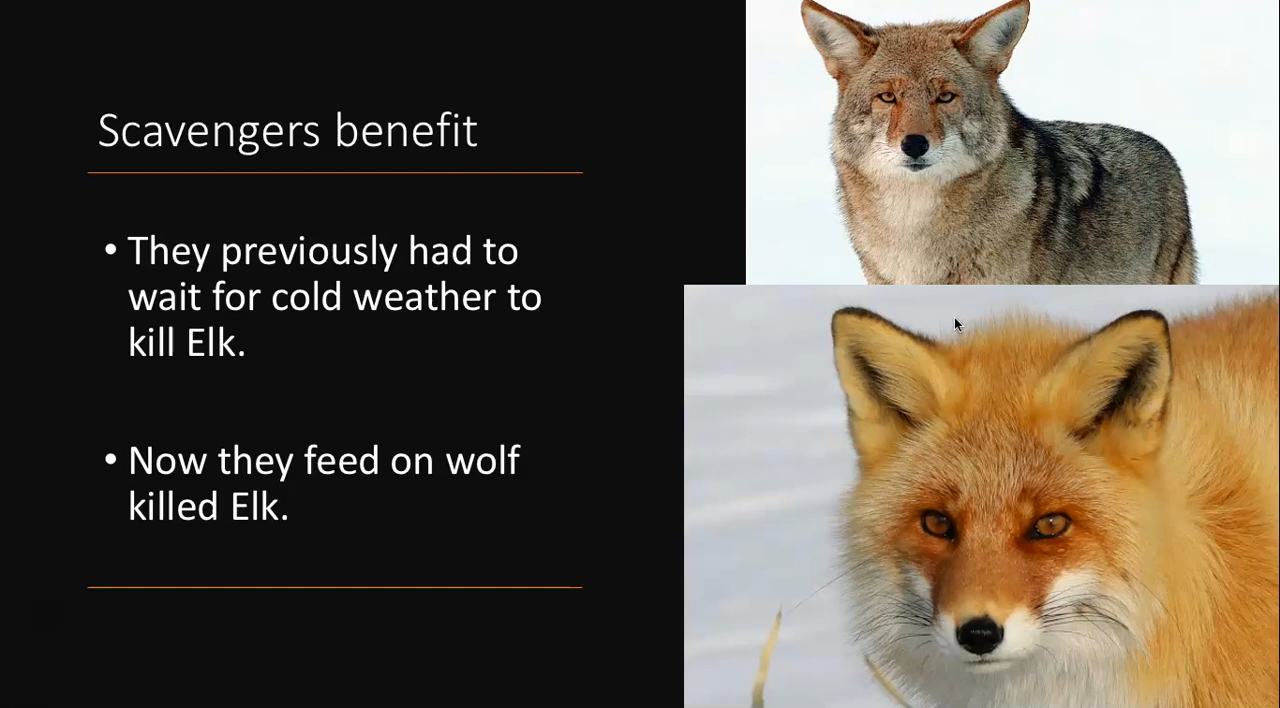 Scavengers benefit
• They previously had to
wait for cold weather to
kill Elk.
• Now they feed on wolf
killed Elk.